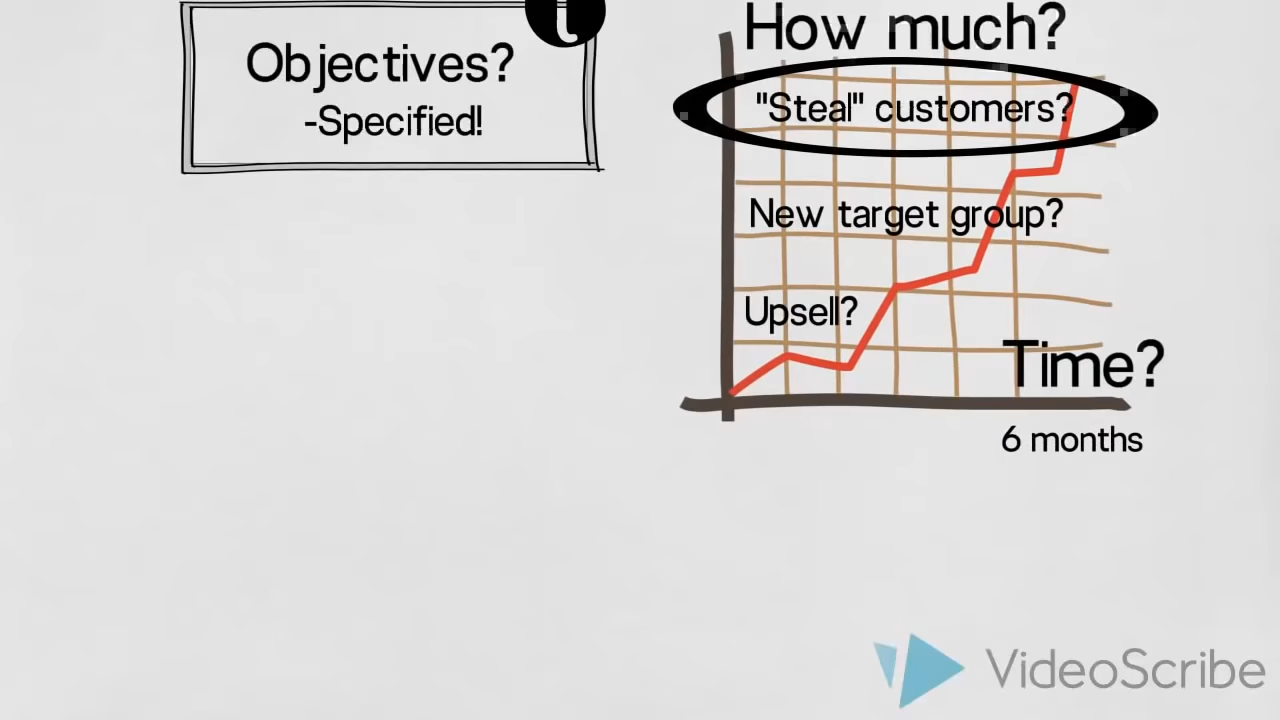 Objectives?
-Specified!
How much?
"Steal" customers?
New target group?
Upsell?
Time?
6 months
VideoScribe